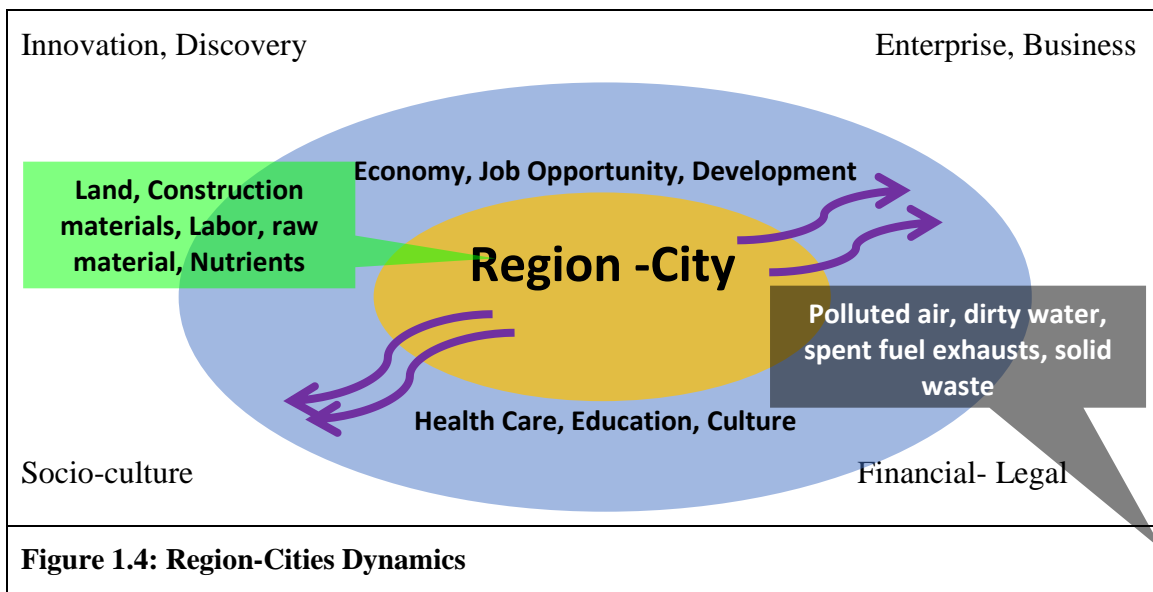 Innovation, Discovery
Enterprise, Business
Economy, Job Opportunity, Development
Land, Construction
materials, Labor, raw
material, Nutrients
Region -City
Polluted air, dirty water,
spent fuel exhausts, solid
waste
Health Care, Education, Culture
Socio-culture
Financial- Legal
Figure 1.4: Region-Cities Dynamics